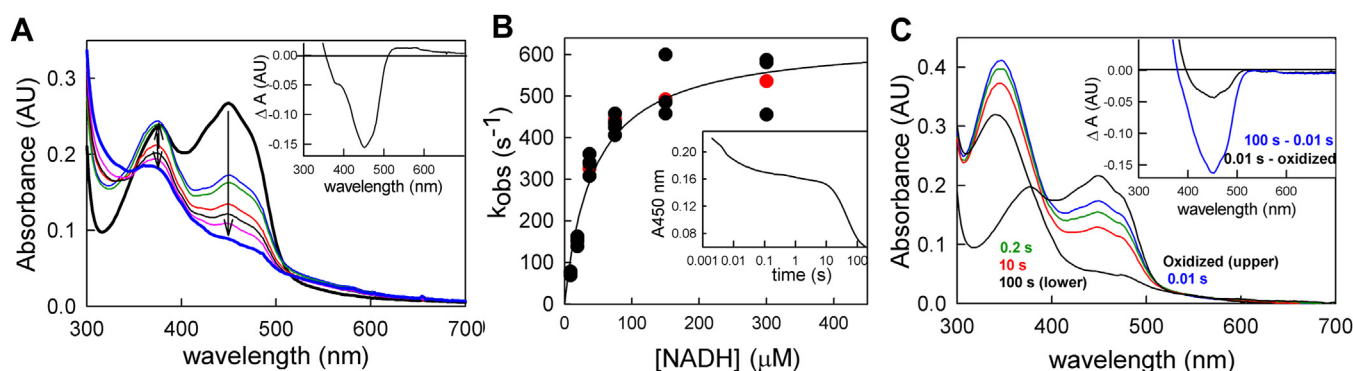 A
Absorbance (AU)
0.3
0.2
0.1
0.0
300 400 500 600 700
wavelength (nm)
Δ A (AU)
0.00
-0.05
-0.10
-0.15
300 400 500 600
wavelength (nm)
B
kobs (s-1)
600
500
400
300
200
100
0
0 100 200 300 400
[NADH] (μM)
A450 nm
0.20
0.16
0.12
0.08
0.001 0.01 0.1 1 10 100
time (s)
C
Absorbance (AU)
0.4
0.3
0.2
0.1
0.0
300 400 500 600 700
wavelength (nm)
0.2 s
10 s
100 s (lower)
Oxidized (upper)
0.01 s
Δ A (AU)
0.00
-0.05
-0.10
-0.15
100 s - 0.01 s
0.01 s - oxidized
400 500 600
wavelength (nm)